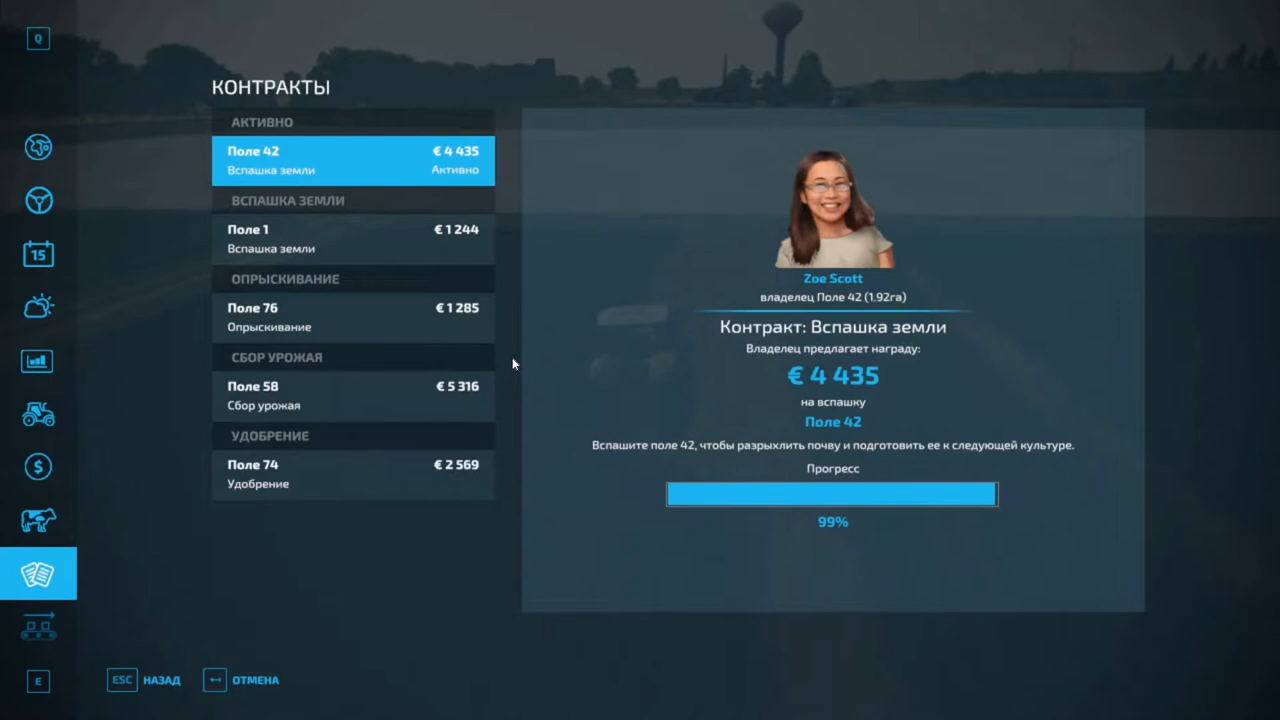 Q
КОНТРАКТЫ
АКТИВНО
Поле 42 € 4 435
Вспашка земли Активно
ВСПАШКА ЗЕМЛИ
Поле 1 € 1 244
Вспашка земли
ОПРЫСКИВАНИЕ
Поле 76 € 1 285
Опрыскивание
СБОР УРОЖАЯ
Поле 58 € 5 316
Сбор урожая
УДОБРЕНИЕ
Поле 74 € 2 569
Удобрение
15
$
E
Zoe Scott
владелец Поле 42 (1.92га)
Контракт: Вспашка земли
Владелец предлагает награду:
€ 4 435
на вспашку
Поле 42
Вспашите поле 42, чтобы разрыхлить почву и подготовить ее к следующей культуре.
Прогресс
99%
ESC НАЗАД ОТМЕНА